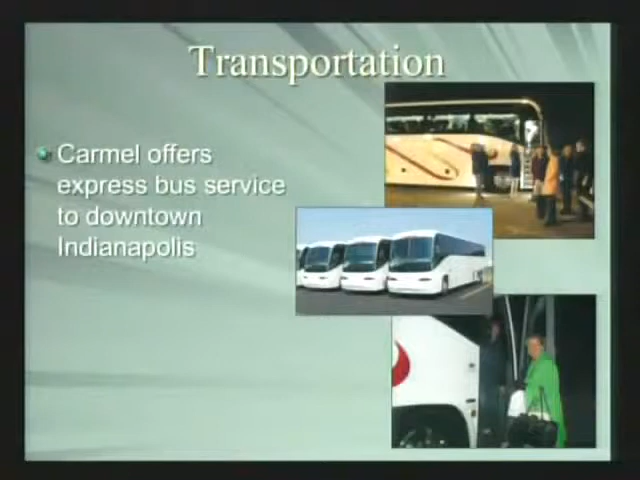 Transportation
Carmel offers
express bus service
to downtown
Indianapolis